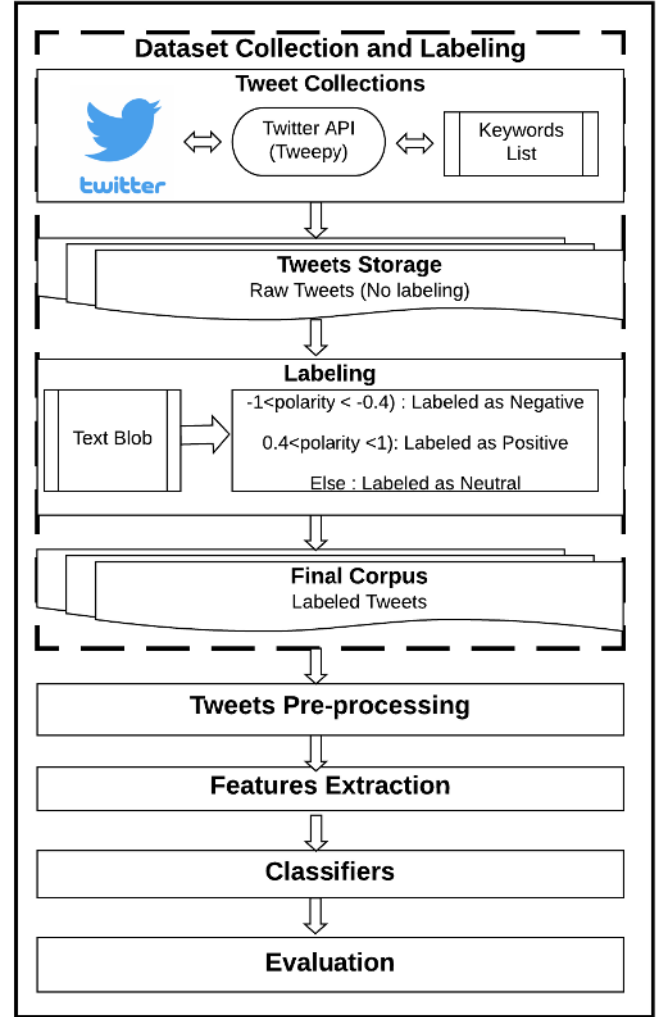 Dataset Collection and Labeling
Tweet Collections
twitter
Twitter API
(Tweepy)
Keywords
List
Tweets Storage
Raw Tweets (No labeling)
Labeling
Text Blob
-1<polarity < -0.4) : Labeled as Negative
0.4<polarity <1): Labeled as Positive
Else : Labeled as Neutral
Final Corpus
Labeled Tweets
Tweets Pre-processing
Features Extraction
Classifiers
Evaluation